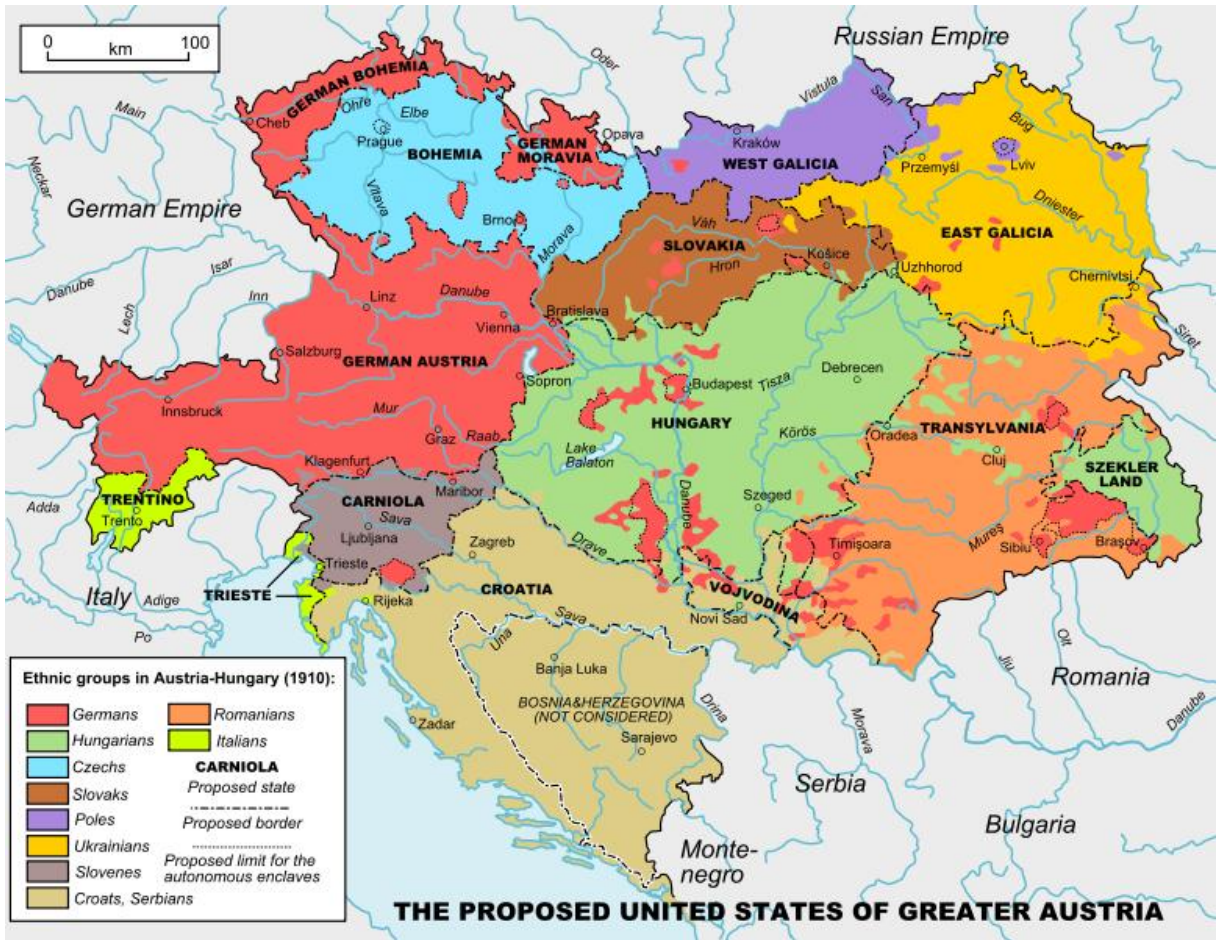 0 100
km
Russian Empire
Oder
Main
GERMAN BOHEMIA
Ohře
Elbe
Cheb
Prague
BOHEMIA
GERMAN
MORAVIA
Opava
Vistula
San
Kraków
WEST GALICIA
Bug
Lviv
Przemyśl
Neckar
German Empire
Vltava
Brno
Morava
Váh
SLOVAKIA
Hron
Košice
Dniester
EAST GALICIA
Uzhhorod
Chernivtsi
Siret
Danube
Lech
Isar
Inn
Linz
Danube
Vienna
Bratislava
Salzburg
GERMAN AUSTRIA
Sopron
Innsbruck
Mur
Graz
Raab
Budapest
Tisza
Debrecen
HUNGARY
Körös
Oradea
TRANSYLVANIA
Cluj
SZEKLER
LAND
Lake
Balaton
Klagenfurt
Maribor
TRENTINO
Trento
Adda
CARNIOLA
Sava
Ljubljana
Danube
Szeged
Mureș
Sibiu
Brașov
Timișoara
Zagreb
Drave
Trieste
TRIESTE
Italy
Adige
Po
Rijeka
CROATIA
VOJVODINA
Novi Sad
Una
Sava
Banja Luka
BOSNIA&HERZEGOVINA
(NOT CONSIDERED)
Drina
Sarajevo
Zadar
Olt
Jiu
Romania
Danube
Morava
Serbia
Bulgaria
Monte-
negro
Ethnic groups in Austria-Hungary (1910):
Germans
Romanians
Hungarians
Italians
Czechs
CARNIOLA
Proposed state
Slovaks
Poles
Proposed border
Ukrainians
Proposed limit for the
autonomous enclaves
Slovenes
Croats, Serbians
THE PROPOSED UNITED STATES OF GREATER AUSTRIA